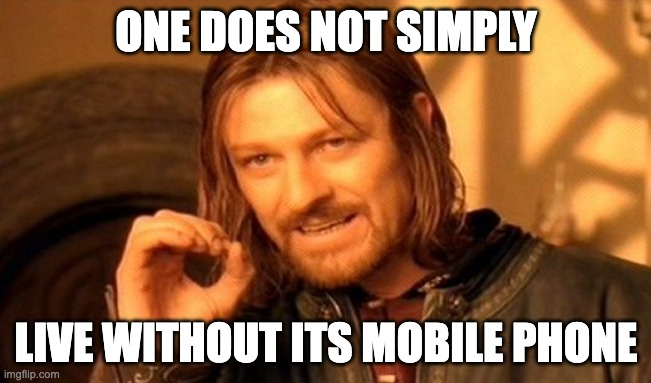 ONE DOES NOT SIMPLY
LIVE WITHOUT ITS MOBILE PHONE
imgflip.com